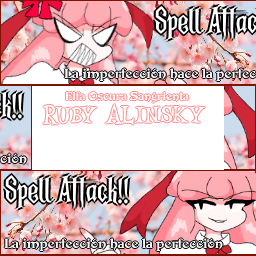 Spell Attack
La imperfección hace la perfec
Ella Oscura Sangrienta
RUBY ALINSKY
k!!
ción
Spell Attack!!
La imperfección hace la perfección